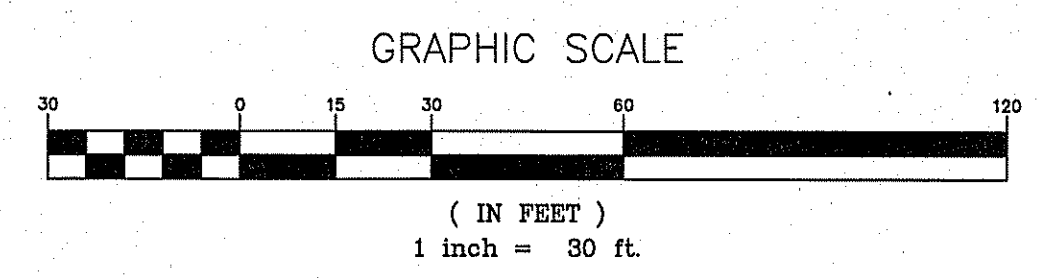 GRAPHIC SCALE
30 0 15 30 60 120
( IN FEET )
1 inch = 30 ft.